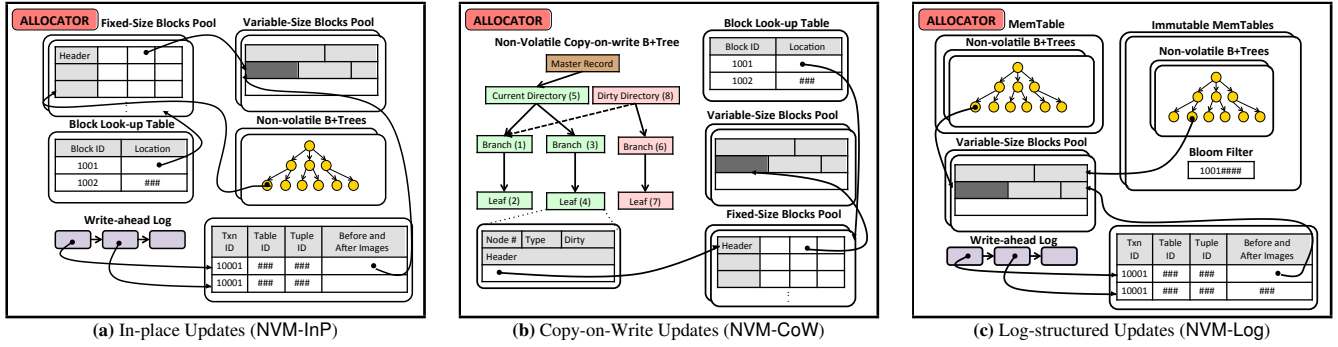 ALLOCATOR
Fixed-Size Blocks Pool
Header
Variable-Size Blocks Pool
Block Look-up Table
Block ID Location
1001
1002 ###
Non-volatile B+Trees
Write-ahead Log
Txn ID Table ID Tuple ID Before and After Images
10001 ### ###
10001 ### ###
(a) In-place Updates (NVM-InP)
ALLOCATOR
Non-Volatile Copy-on-write B+Tree
Master Record
Current Directory (5) Dirty Directory (8)
Branch (1) Branch (3) Branch (6)
Leaf (2) Leaf (4) Leaf (7)
Node # Type Dirty
Header
Block Look-up Table
Block ID Location
1001
1002 ###
Variable-Size Blocks Pool
Fixed-Size Blocks Pool
Header
(b) Copy-on-Write Updates (NVM-CoW)
ALLOCATOR
MemTable
Non-volatile B+Trees
Variable-Size Blocks Pool
Immutable MemTables
Non-volatile B+Trees
Bloom Filter
1001####
Write-ahead Log
Txn ID Table ID Tuple ID Before and After Images
10001 ### ###
10001 ### ### ###
(c) Log-structured Updates (NVM-Log)